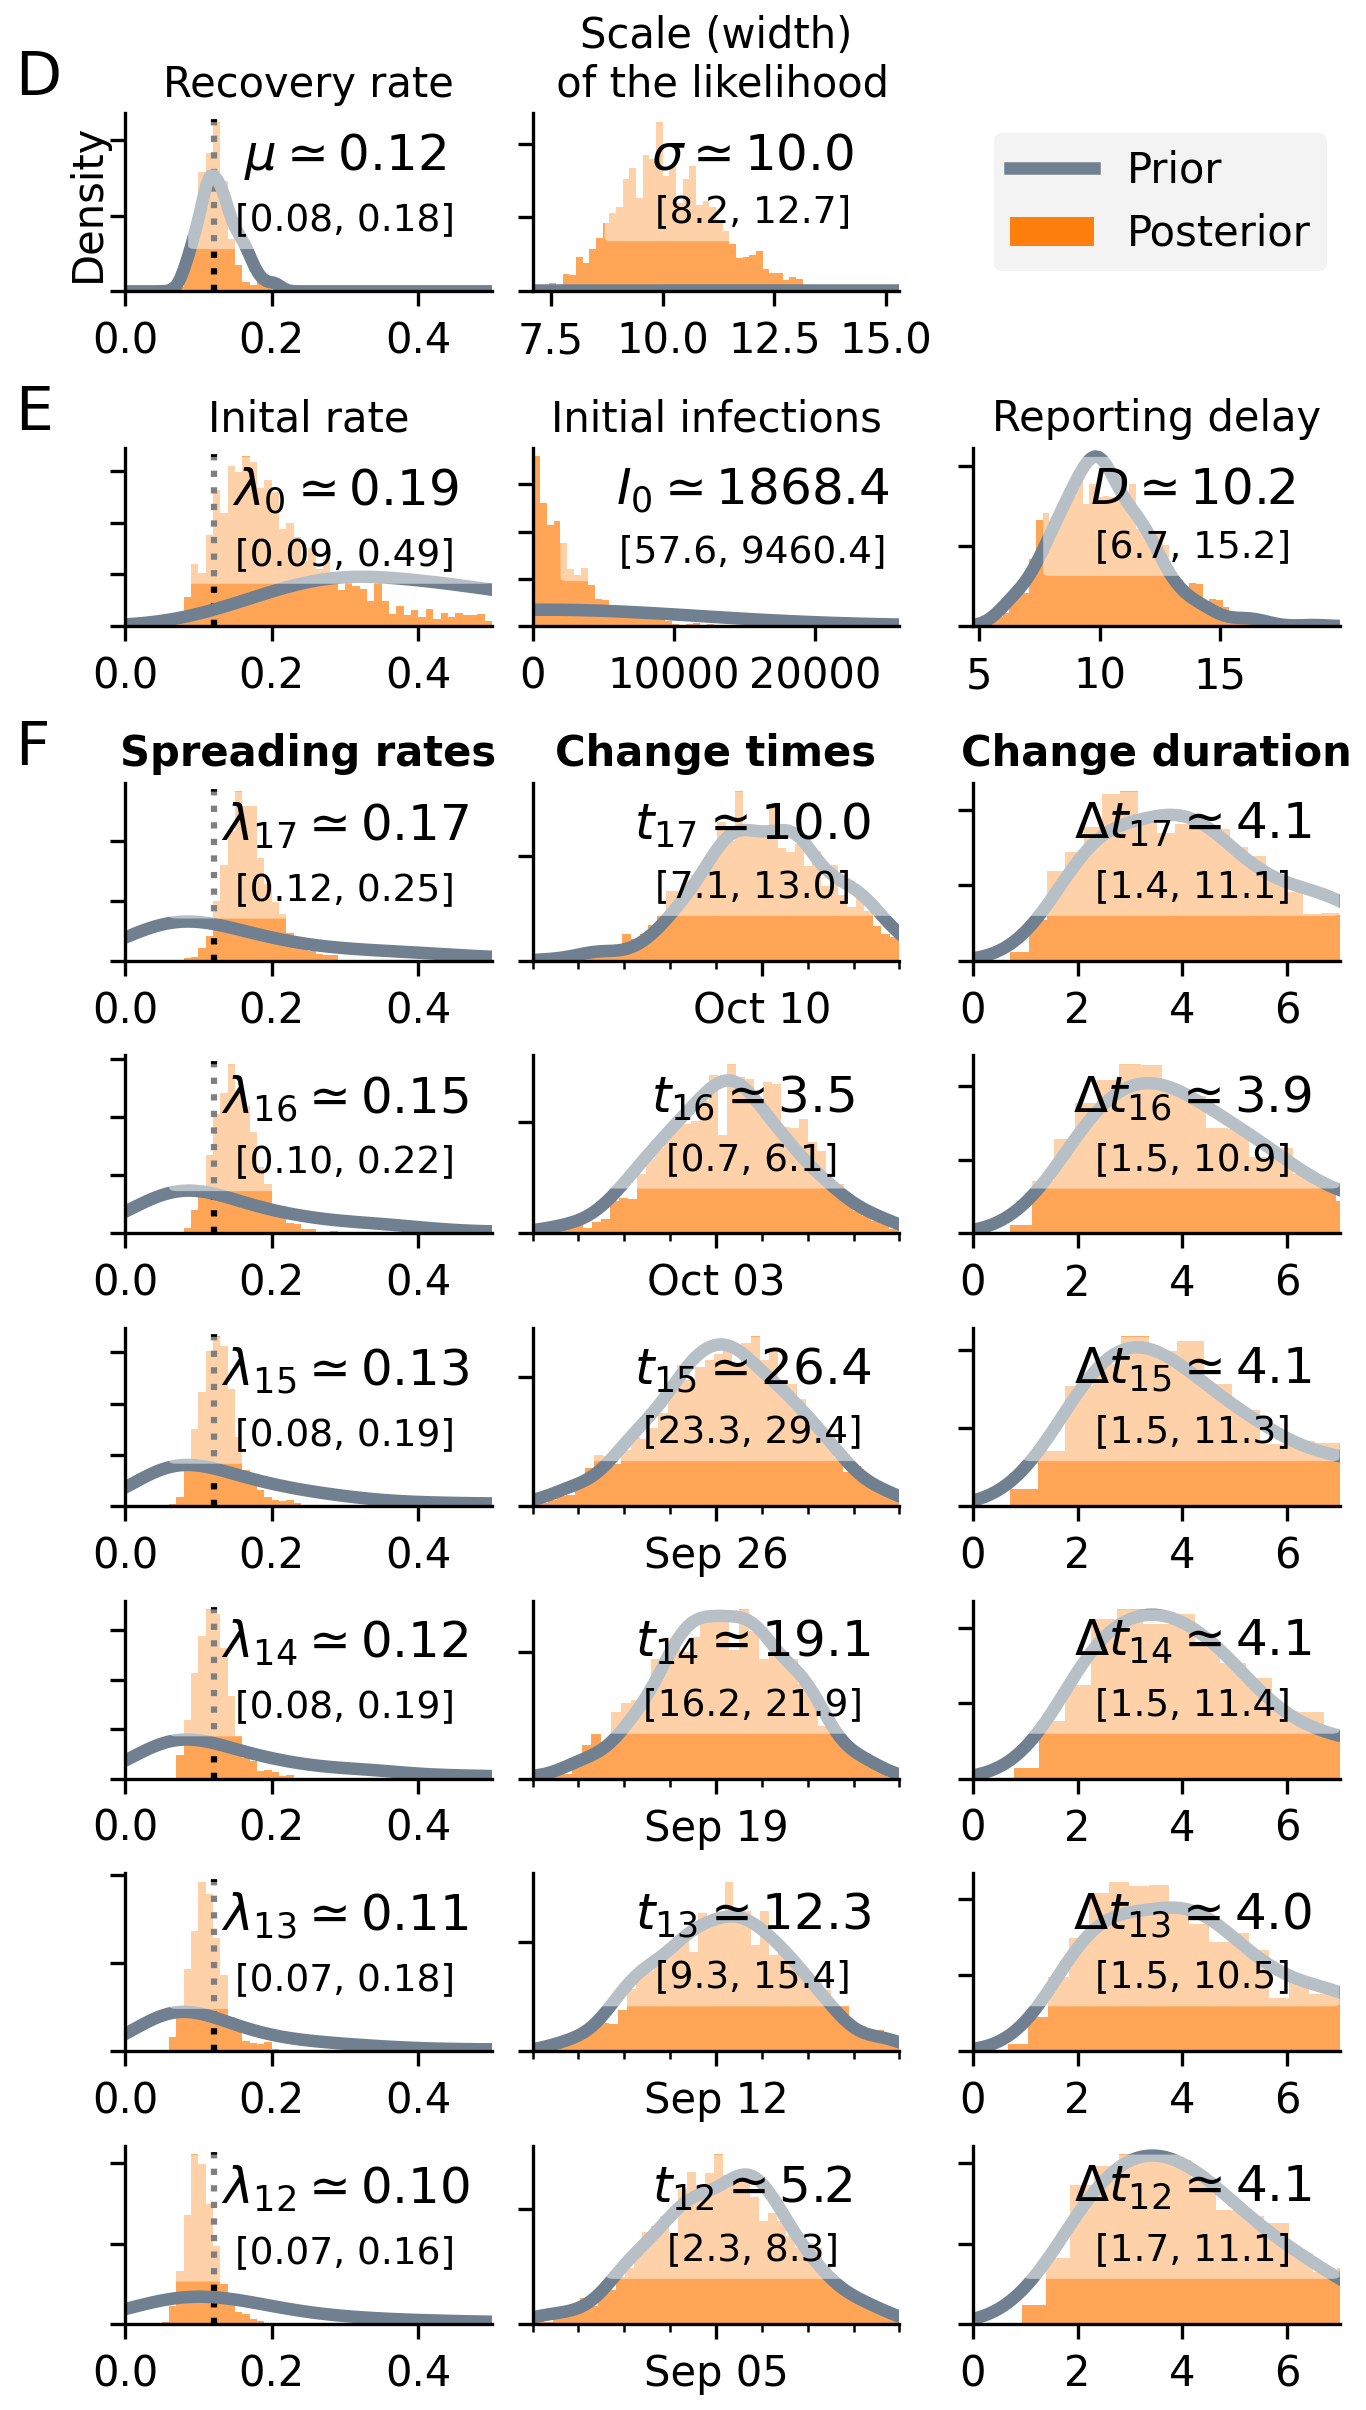 D
Recovery rate
Scale (width)
of the likelihood
Density
μ ≃ 0.12
[0.08, 0.18]
0.0 0.2 0.4
σ ≃ 10.0
[8.2, 12.7]
7.5 10.0 12.5 15.0
Prior
Posterior
E
Inital rate
λ0 ≃ 0.19
[0.09, 0.49]
0.0 0.2 0.4
Initial infections
I0 ≃ 1868.4
[57.6, 9460.4]
0 10000 20000
Reporting delay
D ≃ 10.2
[6.7, 15.2]
5 10 15
F
Spreading rates
Change times
Change duration
λ17 ≃ 0.17
[0.12, 0.25]
0.0 0.2 0.4
t17 ≃ 10.0
[7.1, 13.0]
Oct 10
Δt17 ≃ 4.1
[1.4, 11.1]
0 2 4 6
λ16 ≃ 0.15
[0.10, 0.22]
0.0 0.2 0.4
t16 ≃ 3.5
[0.7, 6.1]
Oct 03
Δt16 ≃ 3.9
[1.5, 10.9]
0 2 4 6
λ15 ≃ 0.13
[0.08, 0.19]
0.0 0.2 0.4
t15 ≃ 26.4
[23.3, 29.4]
Sep 26
Δt15 ≃ 4.1
[1.5, 11.3]
0 2 4 6
λ14 ≃ 0.12
[0.08, 0.19]
0.0 0.2 0.4
t14 ≃ 19.1
[16.2, 21.9]
Sep 19
Δt14 ≃ 4.1
[1.5, 11.4]
0 2 4 6
λ13 ≃ 0.11
[0.07, 0.18]
0.0 0.2 0.4
t13 ≃ 12.3
[9.3, 15.4]
Sep 12
Δt13 ≃ 4.0
[1.5, 10.5]
0 2 4 6
λ12 ≃ 0.10
[0.07, 0.16]
0.0 0.2 0.4
t12 ≃ 5.2
[2.3, 8.3]
Sep 05
Δt12 ≃ 4.1
[1.7, 11.1]
0 2 4 6